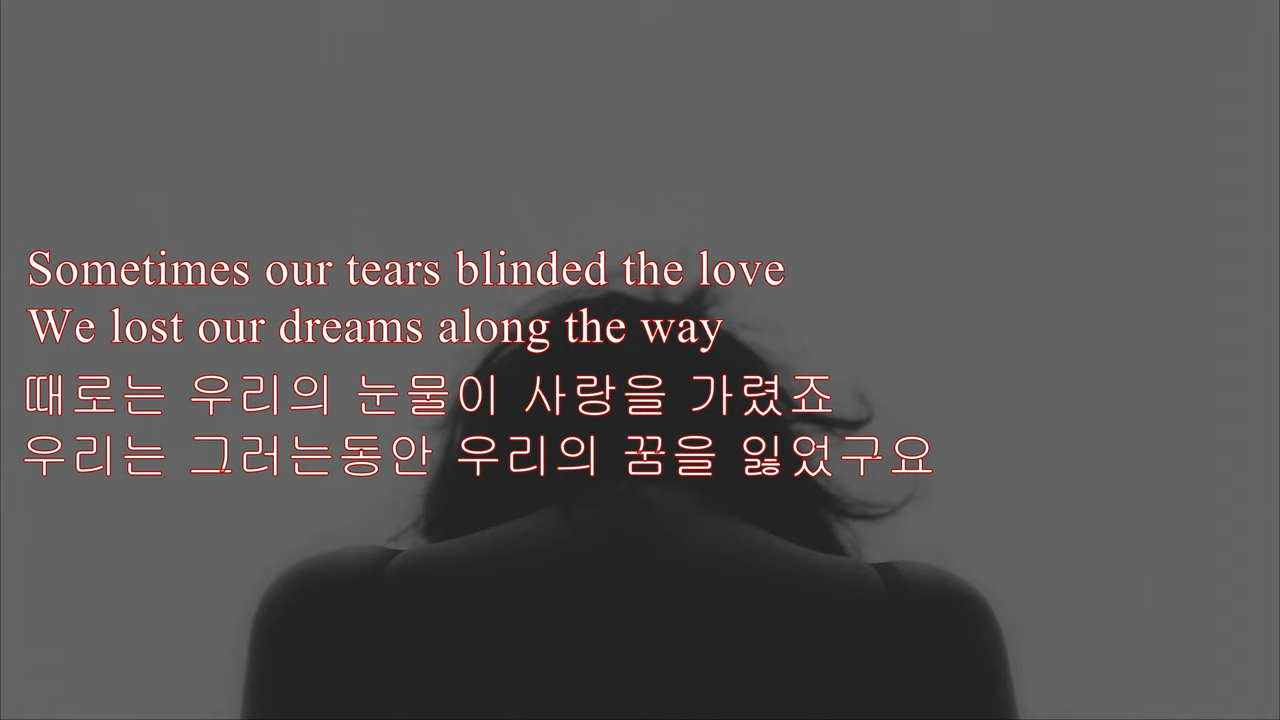 Sometimes our tears blinded the love
We lost our dreams along the way
때로는 우리의 눈물이 사랑을 가렸죠
우리는 그러는동안 우리의 꿈을 잃었구요